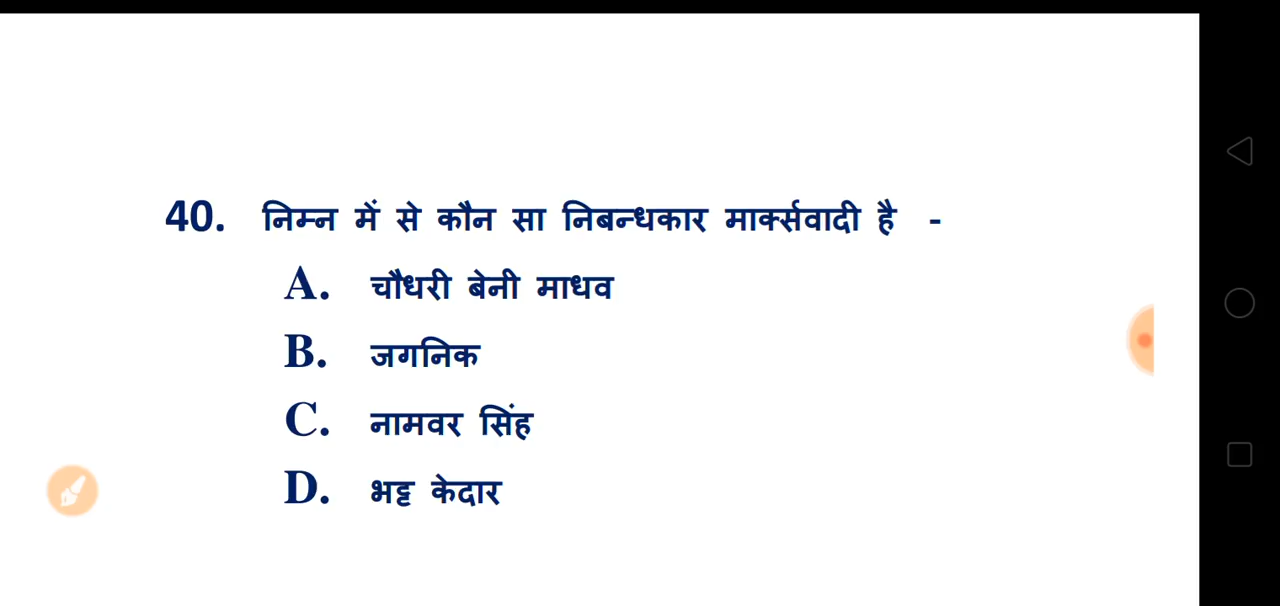 40. निम्न में से कौन सा निबन्धकार मार्क्सवादी है -
A. चौधरी बेनी माधव
B. जगनिक
C. नामवर सिंह
D. भट्ट केदार